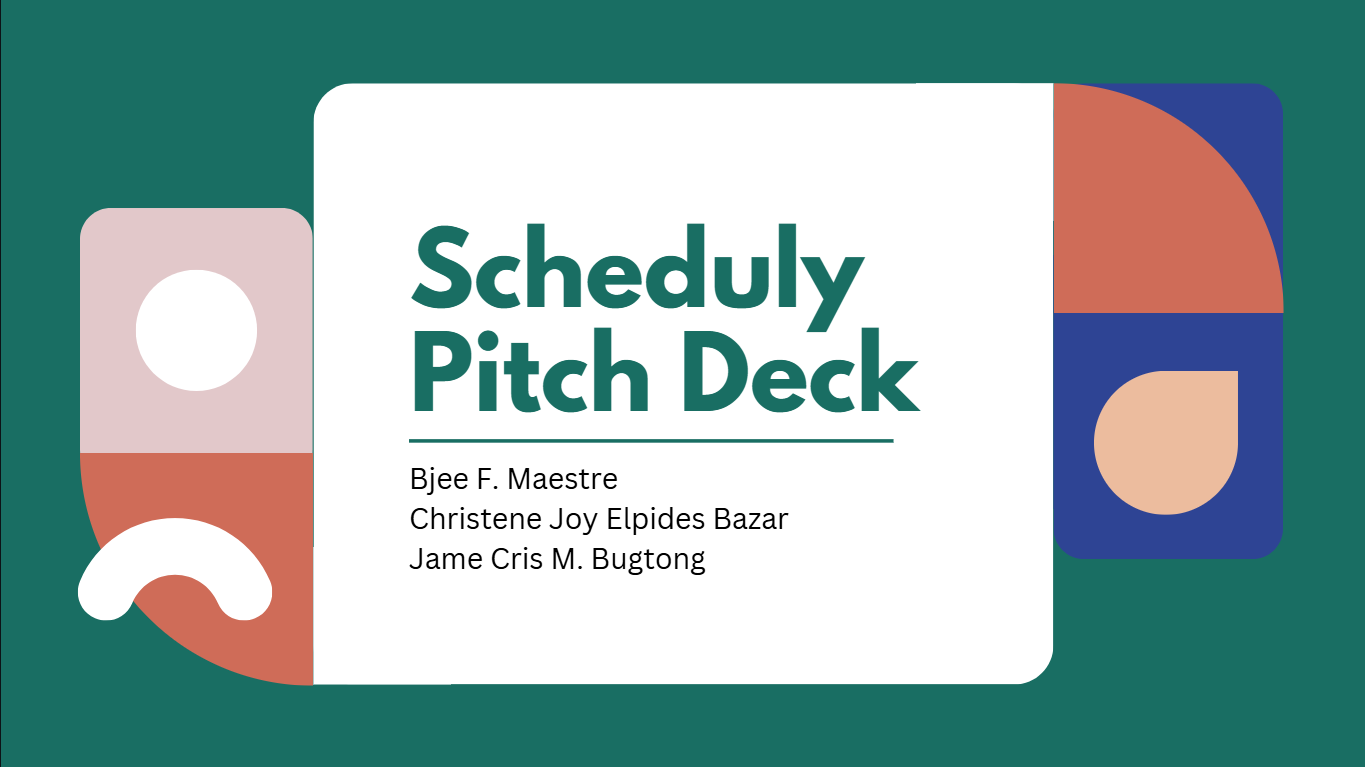 Scheduly
Pitch Deck
Bjee F. Maestre
Christene Joy Elpides Bazar
Jame Cris M. Bugtong